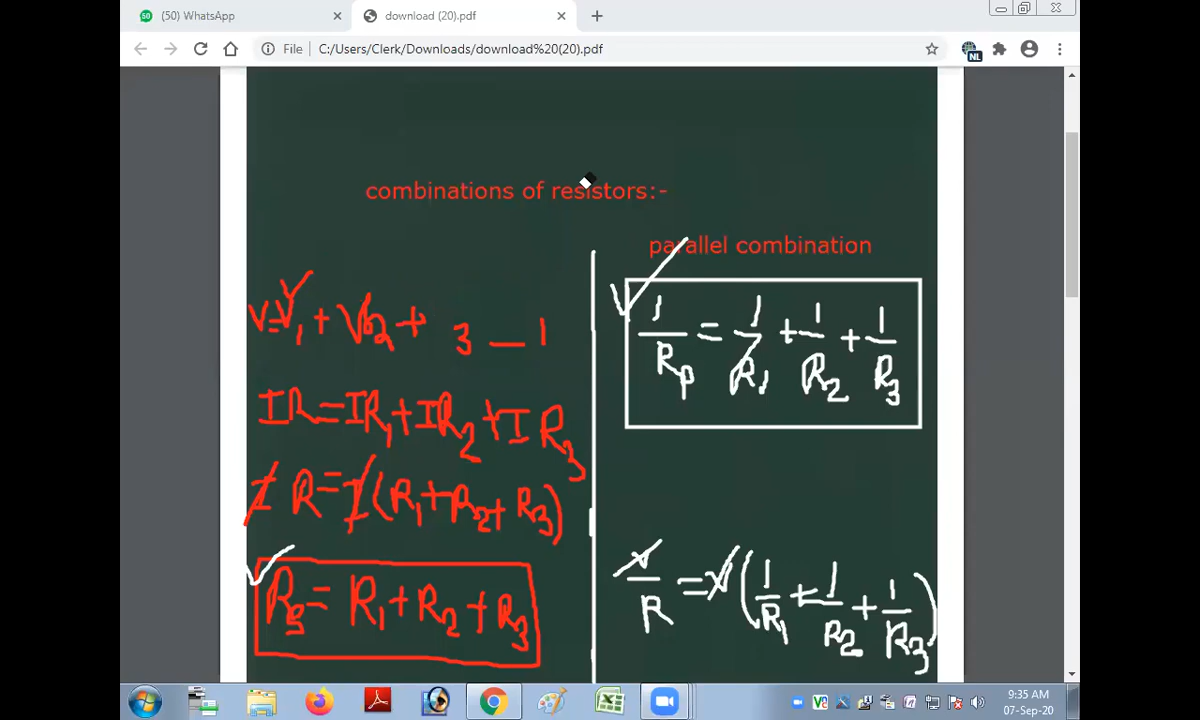 (50) WhatsApp
download (20).pdf
File
C:/Users/Clerk/Downloads/download%20(20).pdf
NL
combinations of resistors:-
V=V₁ + V2 + 3 — 1
IR=IR₁+IR₂+IR₃
I R=I(R₁+R₂+R₃)
Rs=R₁+R₂+R₃
parallel combination
1/Rp = 1/R₁ + 1/R₂ + 1/R₃
V/R = V(1/R₁ + 1/R₂ + 1/R₃)
9:35 AM
07-Sep-20